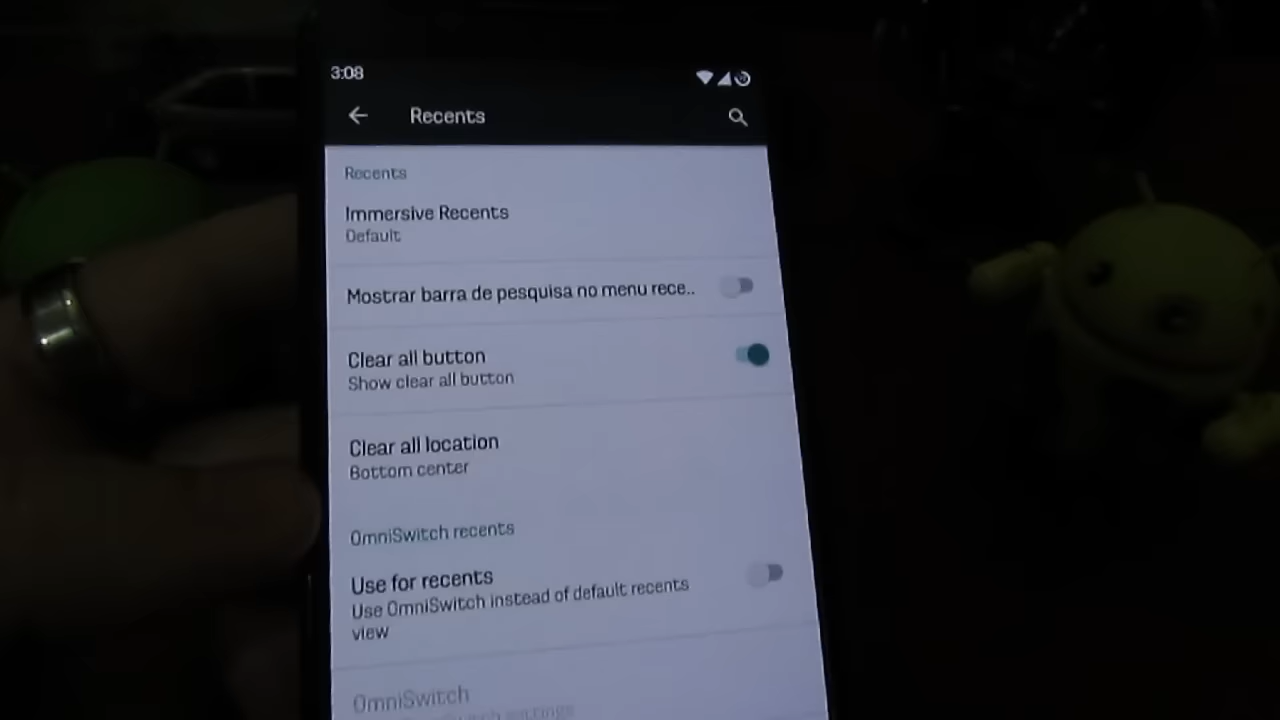 3:08
Recents
Recents
Immersive Recents
Default
Mostrar barra de pesquisa no menu rece..
Clear all button
Show clear all button
Clear all location
Bottom center
OmniSwitch recents
Use for recents
Use OmniSwitch instead of default recents
view
OmniSwitch
settings